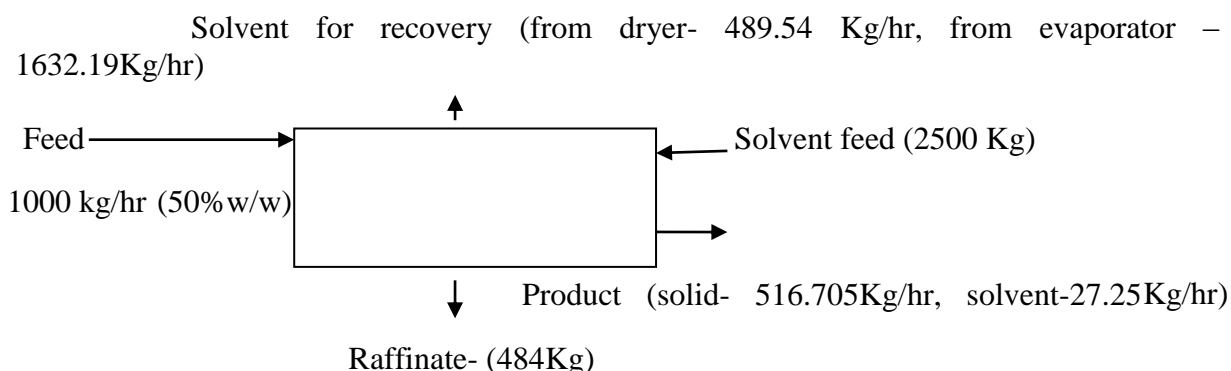 Solvent for recovery (from dryer- 489.54 Kg/hr, from evaporator –
1632.19Kg/hr)
Feed
Solvent feed (2500 Kg)
1000 kg/hr (50%w/w)
Product (solid- 516.705Kg/hr, solvent-27.25Kg/hr)
Raffinate- (484Kg)